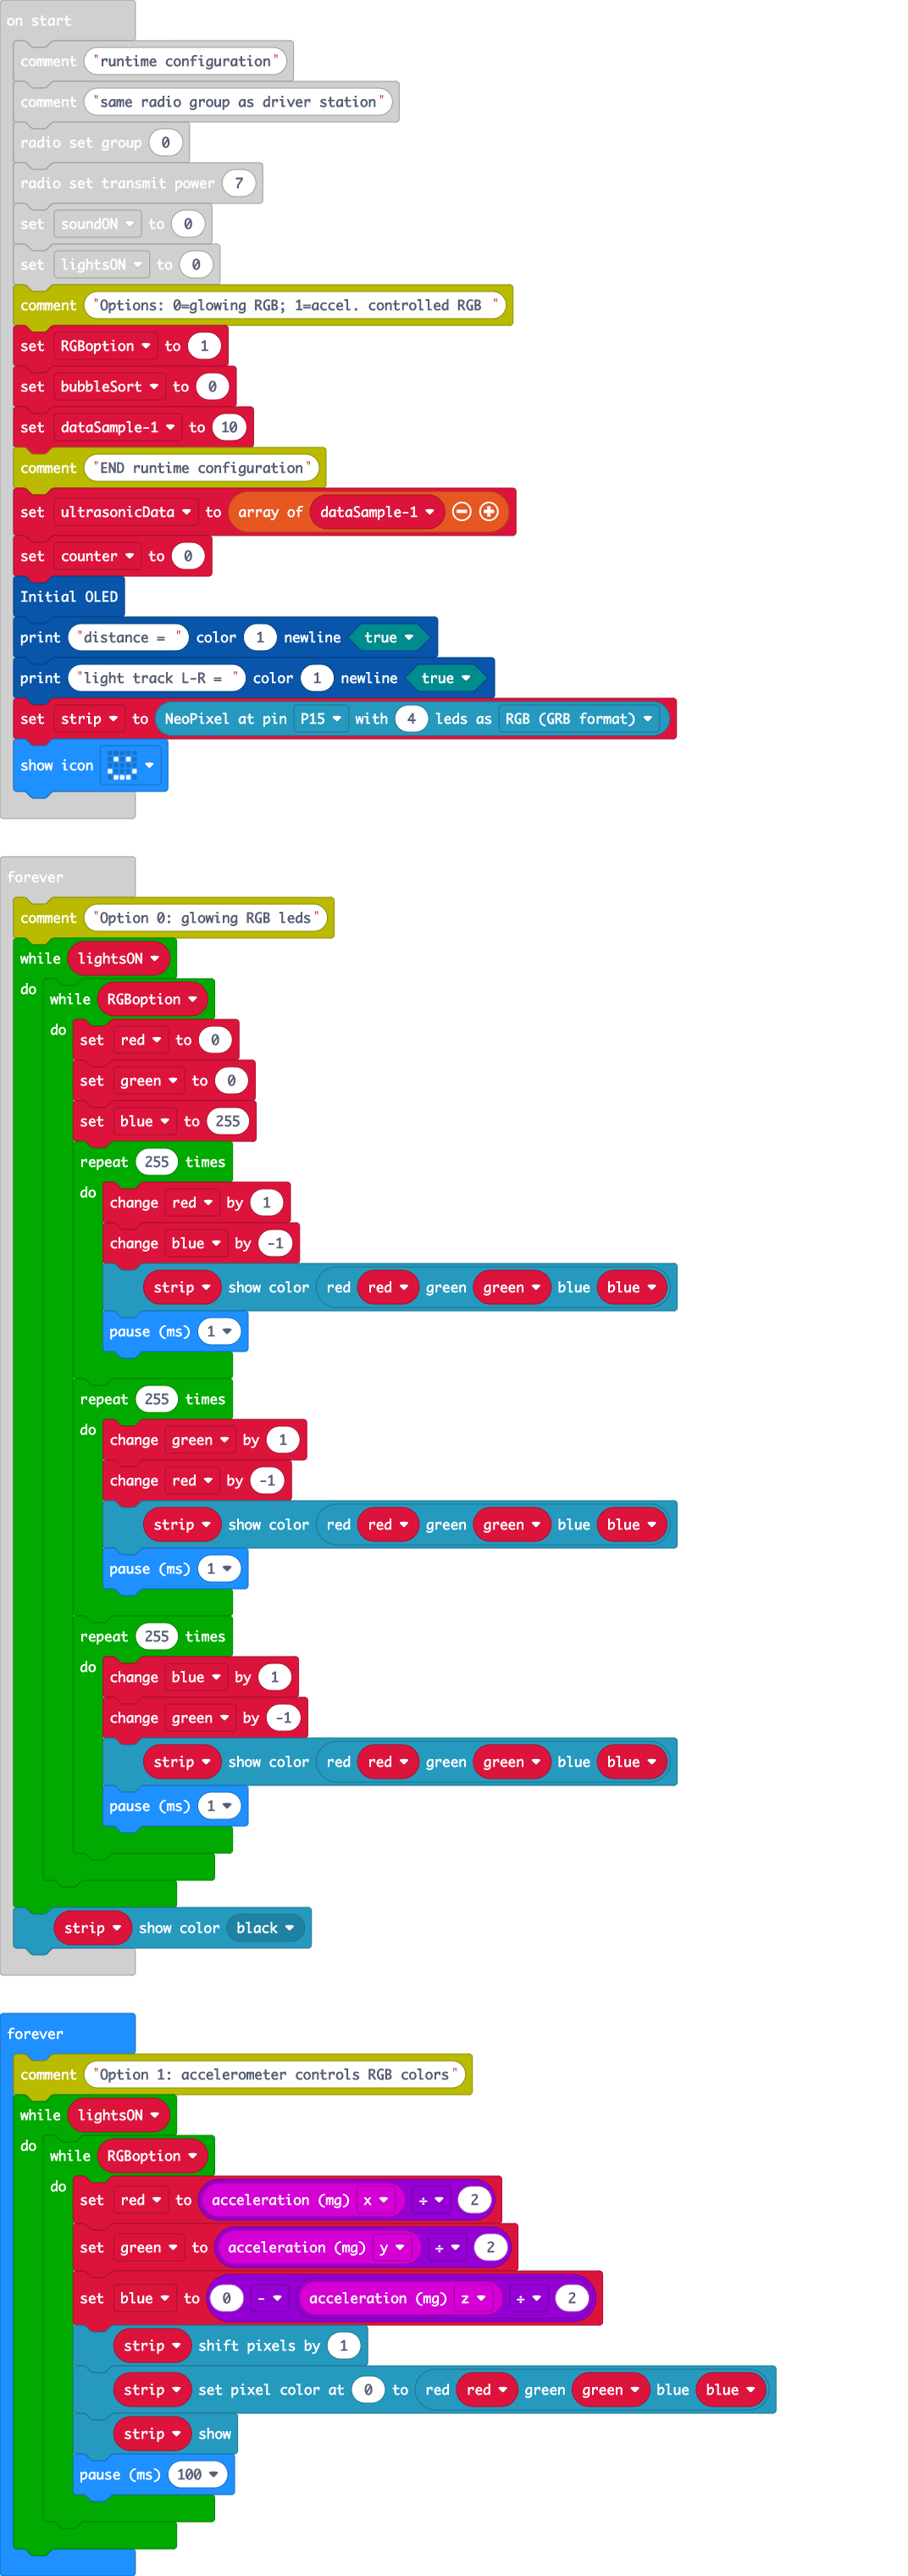 on start
comment "runtime configuration"
comment "same radio group as driver station"
radio set group 0
radio set transmit power 7
set soundON to 0
set lightsON to 0
comment "Options: 0=glowing RGB; 1=accel. controlled RGB "
set RGBoption to 1
set bubbleSort to 0
set dataSample-1 to 10
comment "END runtime configuration"
set ultrasonicData to array of dataSample-1
set counter to 0
Initial OLED
print "distance = " color 1 newline true
print "light track L-R = " color 1 newline true
set strip to NeoPixel at pin P15 with 4 leds as RGB (GRB format)
show icon
forever
comment "Option 0: glowing RGB leds"
while lightsON
do while RGBoption
do set red to 0
set green to 0
set blue to 255
repeat 255 times
do change red by 1
change blue by -1
strip show color red red green green blue blue
pause (ms) 1
repeat 255 times
do change green by 1
change red by -1
strip show color red red green green blue blue
pause (ms) 1
repeat 255 times
do change blue by 1
change green by -1
strip show color red red green green blue blue
pause (ms) 1
strip show color black
forever
comment "Option 1: accelerometer controls RGB colors"
while lightsON
do while RGBoption
do set red to acceleration (mg) x ÷ 2
set green to acceleration (mg) y ÷ 2
set blue to 0 - acceleration (mg) z ÷ 2
strip shift pixels by 1
strip set pixel color at 0 to red red green green blue blue
strip show
pause (ms) 100